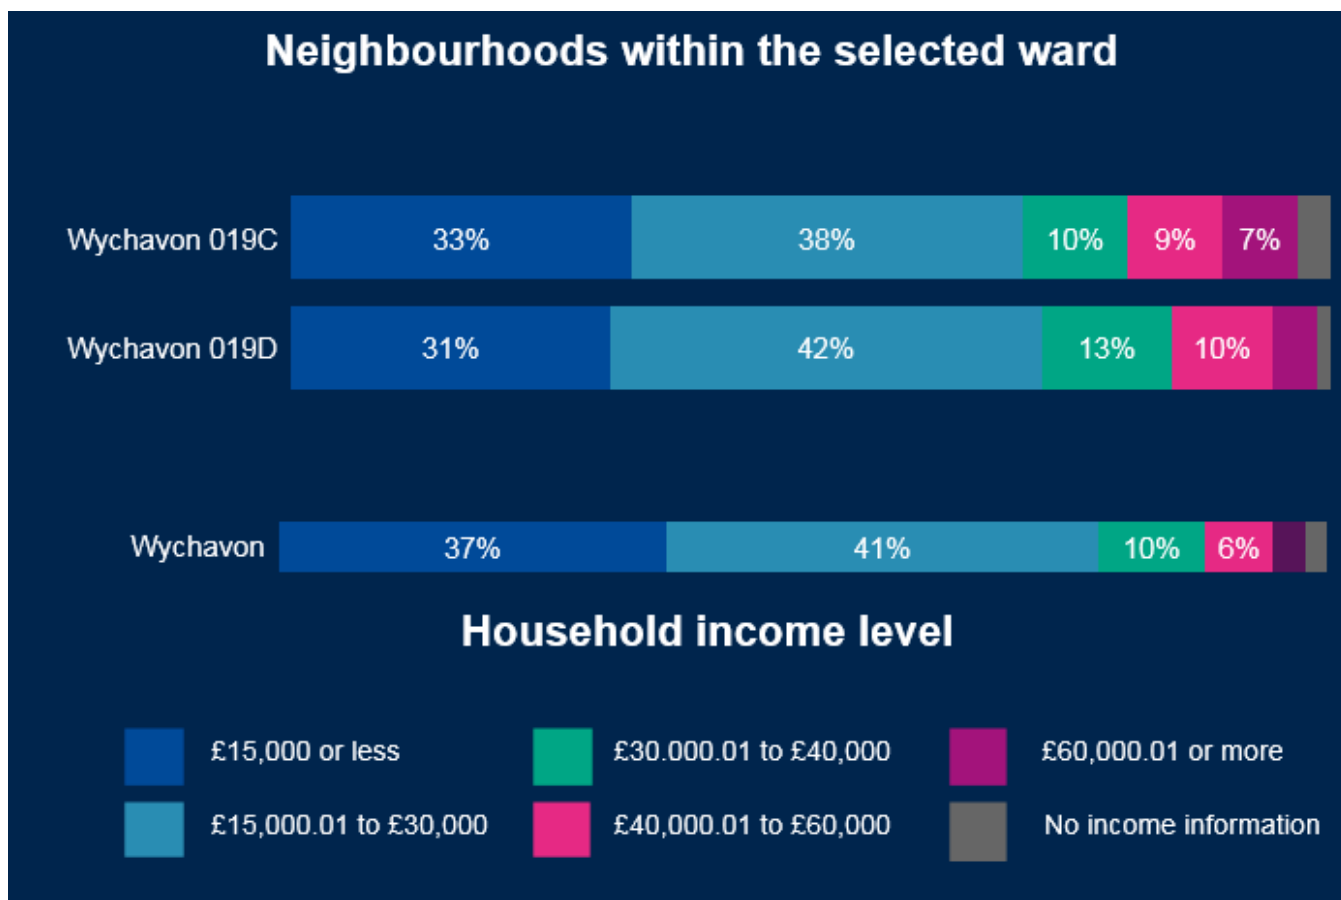 Neighbourhoods within the selected ward
Wychavon 019C 33% 38% 10% 9% 7%
Wychavon 019D 31% 42% 13% 10%
Wychavon 37% 41% 10% 6%
Household income level
£15,000 or less £30.000.01 to £40,000 £60,000.01 or more
£15,000.01 to £30,000 £40,000.01 to £60,000 No income information